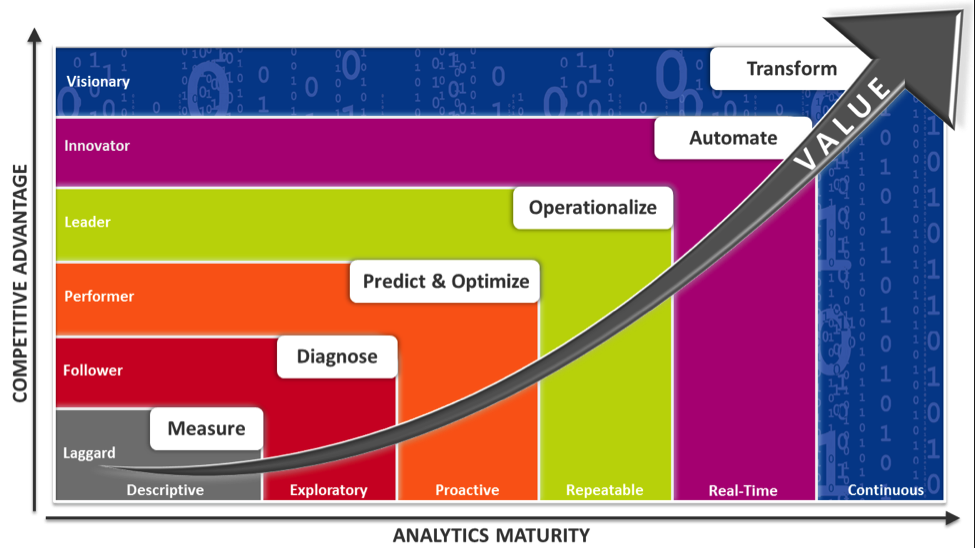 COMPETITIVE ADVANTAGE
Visionary
Transform
VALUE
Innovator
Automate
Leader
Operationalize
Performer
Predict & Optimize
Follower
Diagnose
Laggard
Measure
Descriptive
Exploratory
Proactive
Repeatable
Real-Time
Continuous
ANALYTICS MATURITY